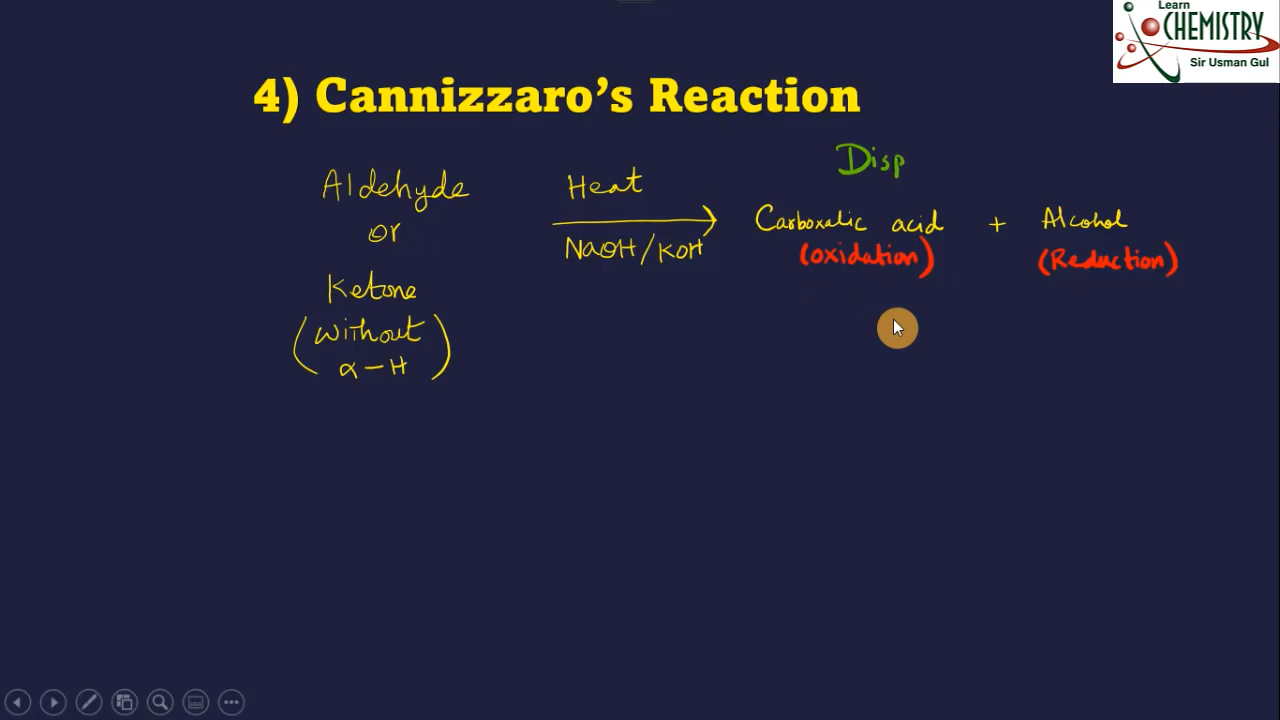 Learn
CHEMISTRY
Sir Usman Gul
4) Cannizzaro's Reaction
Disp
Aldehyde
or
Ketone
(without
α-H)
Heat
NaOH/KOH
Carboxalic acid + Alcohol
(oxidation) (Reduction)